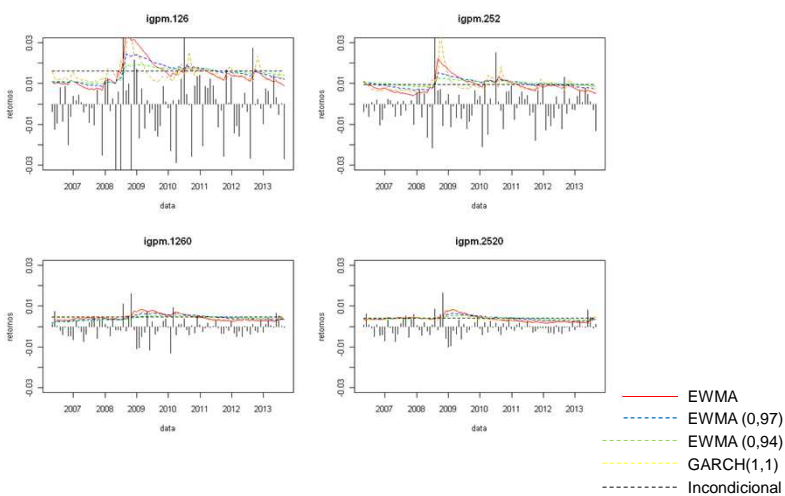 igpm.126
igpm.252
retornos
0.03
0.01
-0.01
-0.03
2007 2008 2009 2010 2011 2012 2013
data
retornos
0.03
0.01
-0.01
-0.03
2007 2008 2009 2010 2011 2012 2013
data
igpm.1260
igpm.2520
retornos
0.03
0.01
-0.01
-0.03
2007 2008 2009 2010 2011 2012 2013
data
retornos
0.03
0.01
-0.01
-0.03
2007 2008 2009 2010 2011 2012 2013
data
EWMA
EWMA (0,97)
EWMA (0,94)
GARCH(1,1)
Incondicional